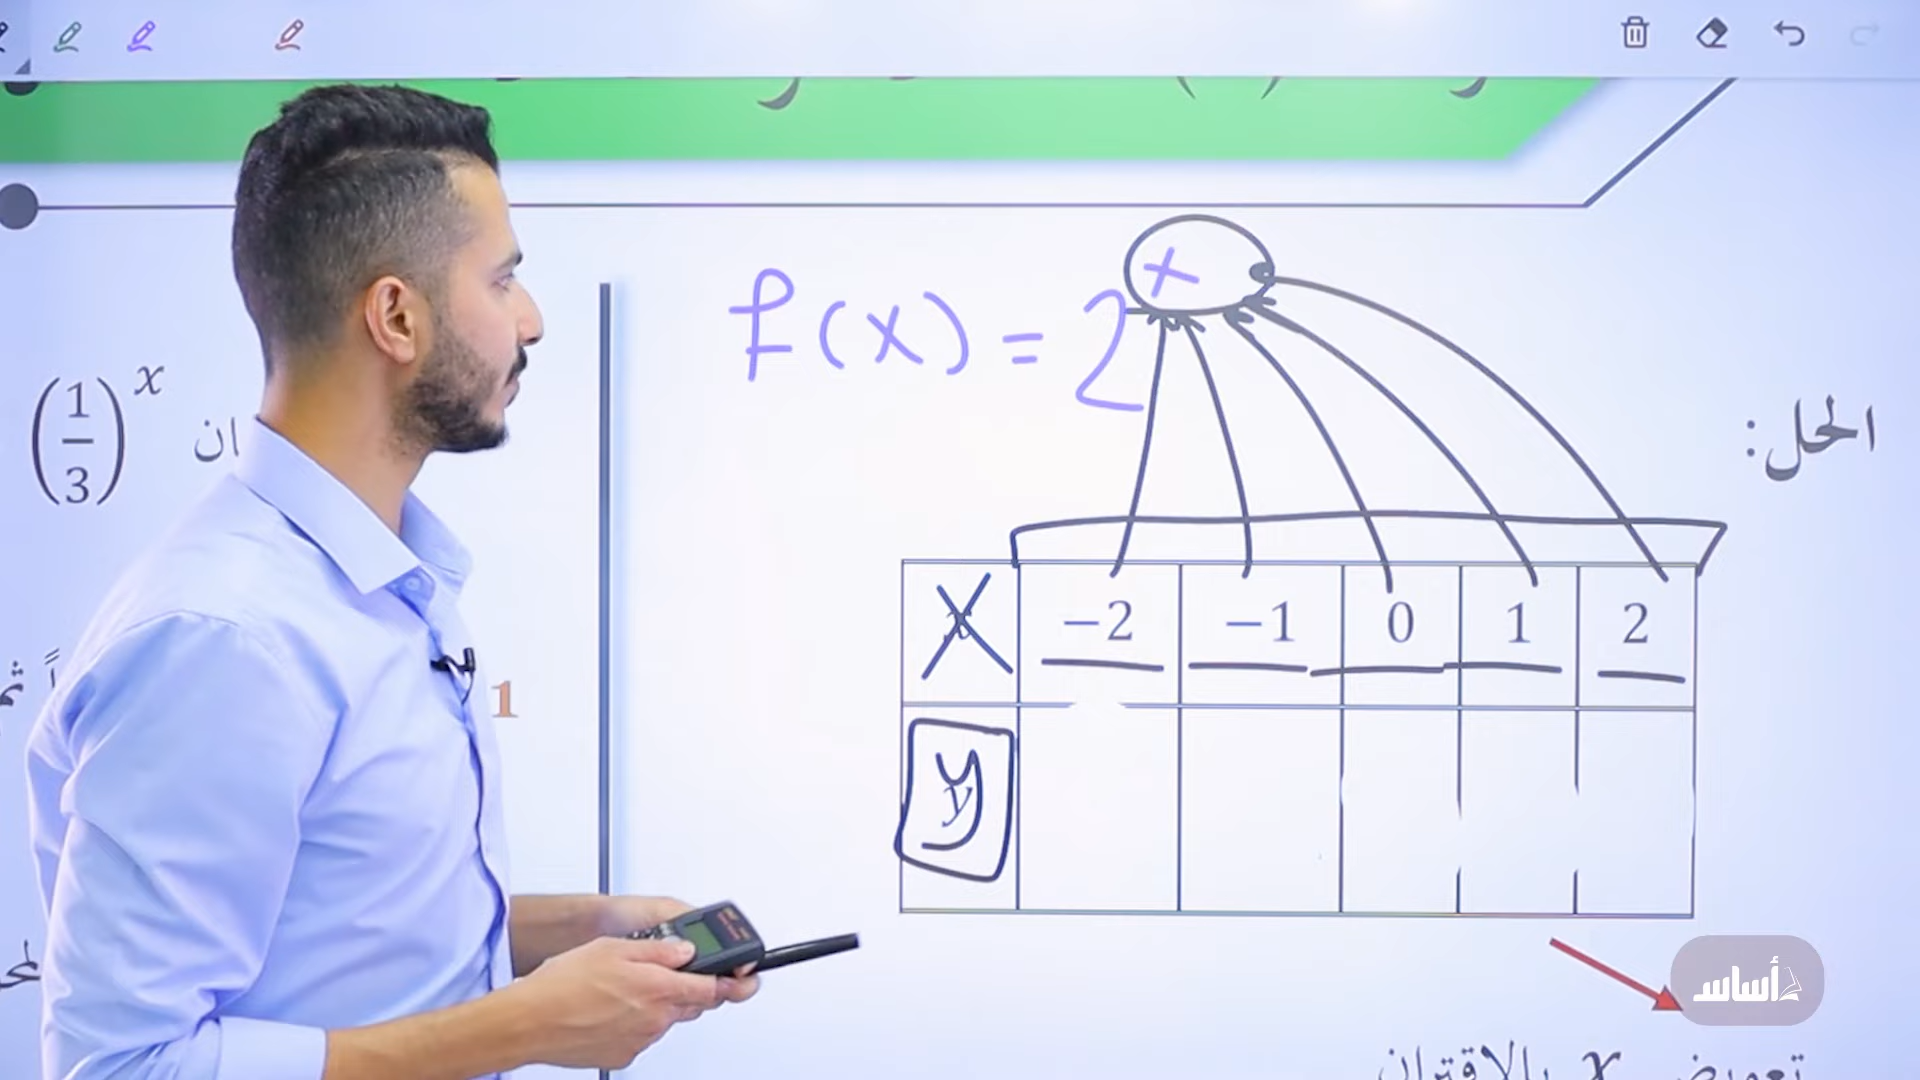 f(x) = 2^x
الحل:
(1/3)^x ان
x -2 -1 0 1 2
1
y
أساس
تعويض x بالاقتران